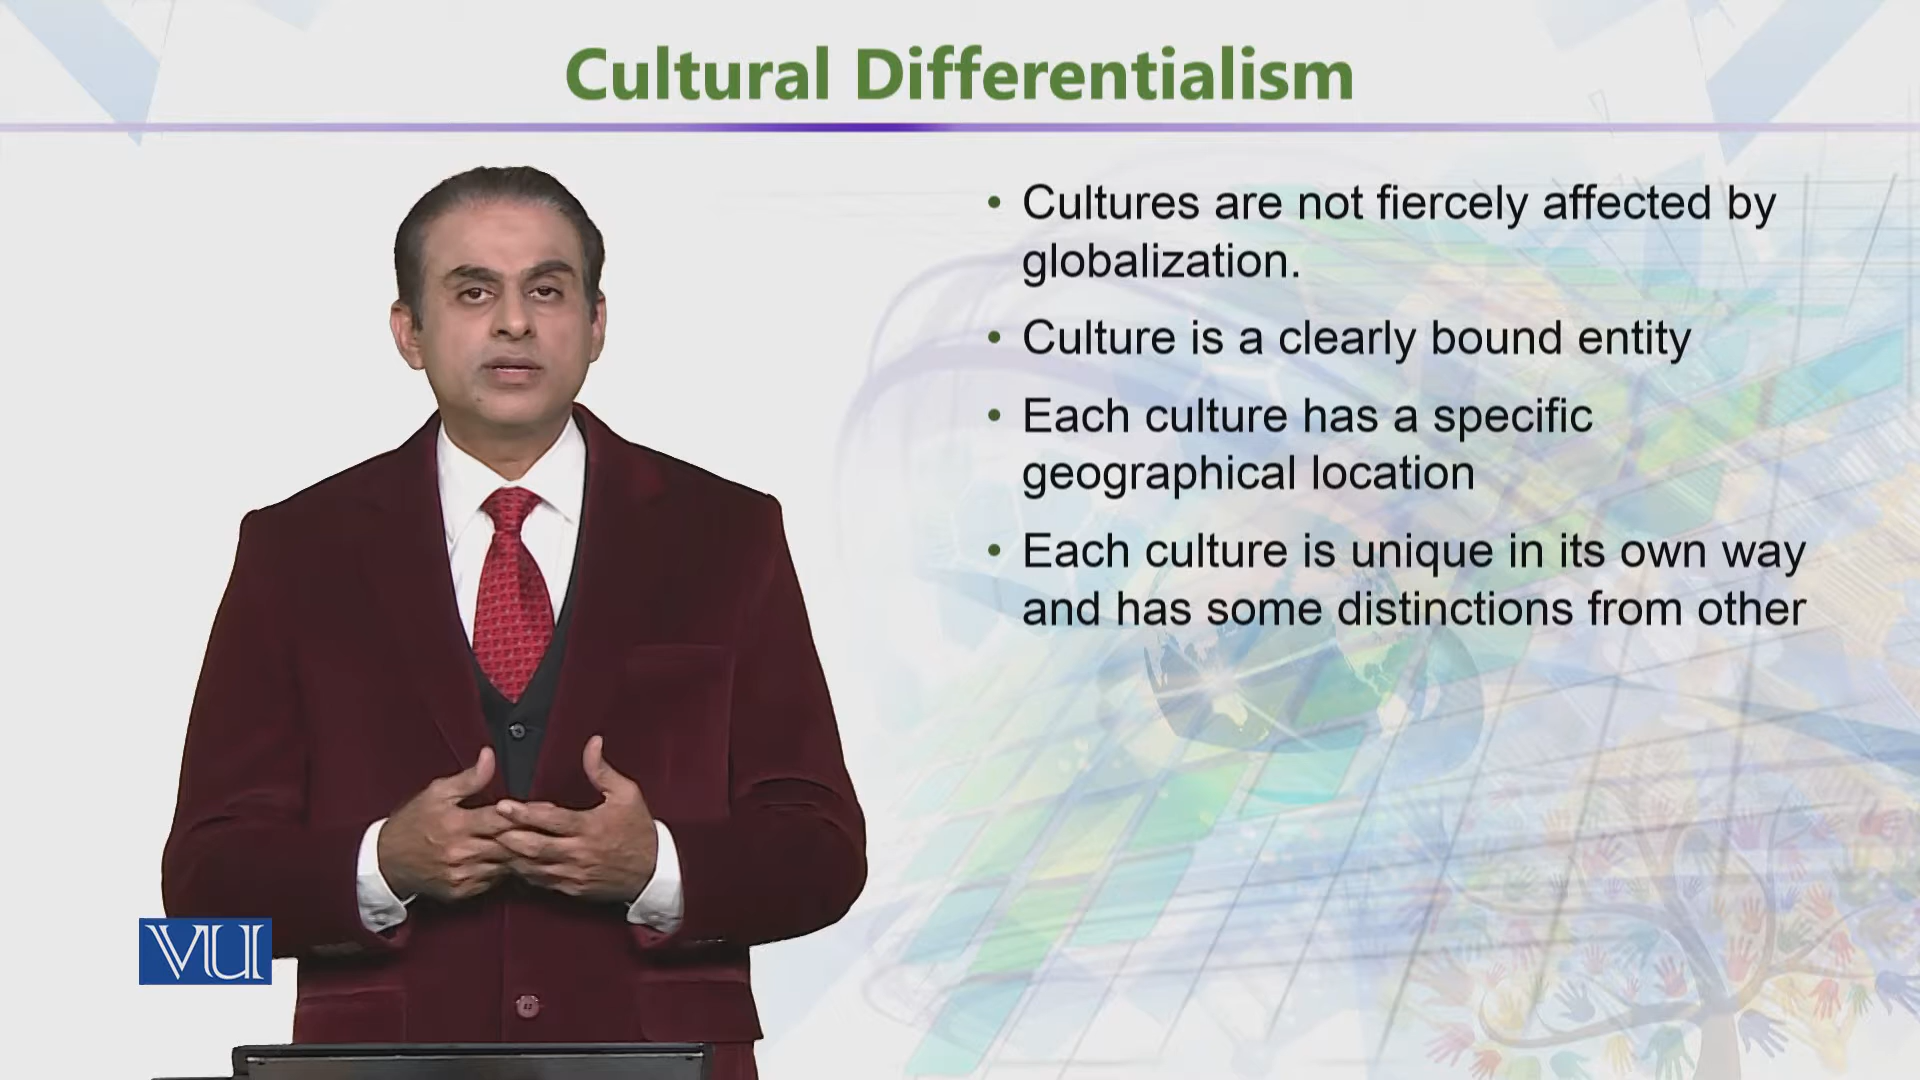 Cultural Differentialism
• Cultures are not fiercely affected by
globalization.
• Culture is a clearly bound entity
• Each culture has a specific
geographical location
• Each culture is unique in its own way
and has some distinctions from other
VU